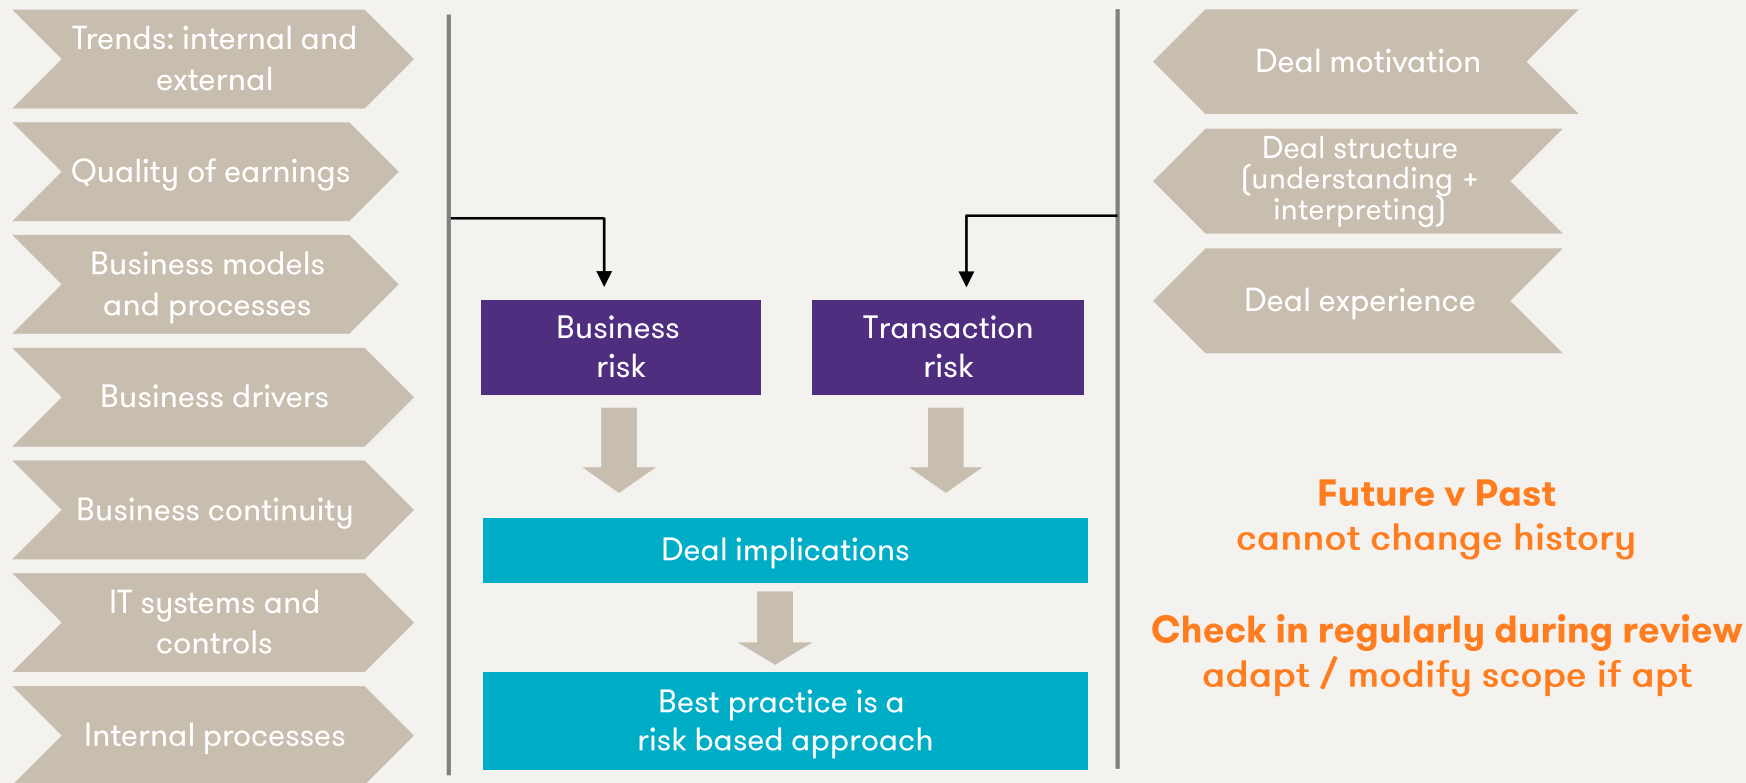 Trends: internal and
external
Quality of earnings
Business models
and processes
Business drivers
Business continuity
IT systems and
controls
Internal processes
Business
risk
Transaction
risk
Deal implications
Best practice is a
risk based approach
Deal motivation
Deal structure
(understanding +
interpreting)
Deal experience
Future v Past
cannot change history
Check in regularly during review
adapt / modify scope if apt